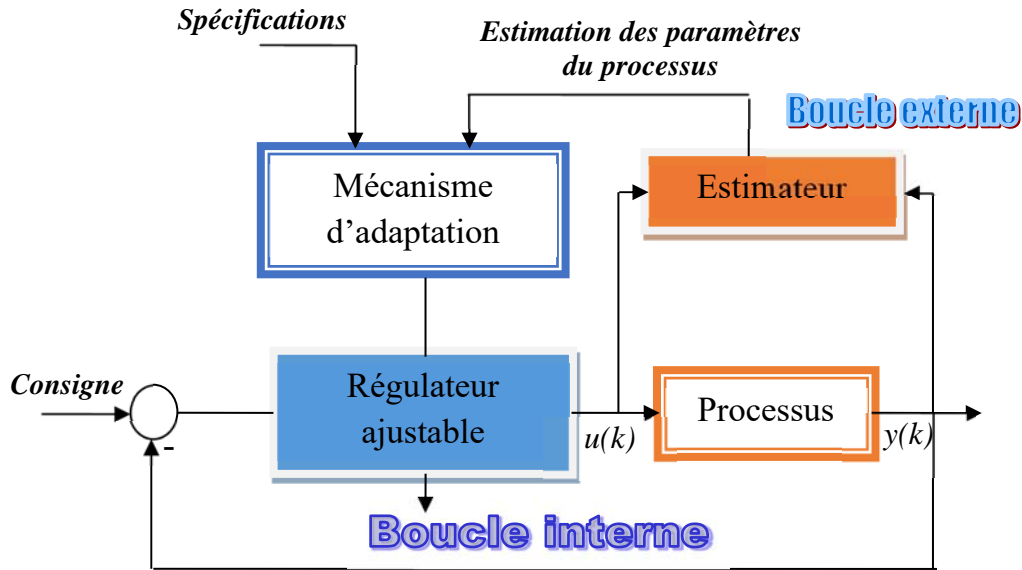 Spécifications
Estimation des paramètres
du processus
Boucle externe
Mécanisme
d’adaptation
Estimateur
Consigne
-
Régulateur
ajustable
u(k)
Processus
y(k)
Boucle interne